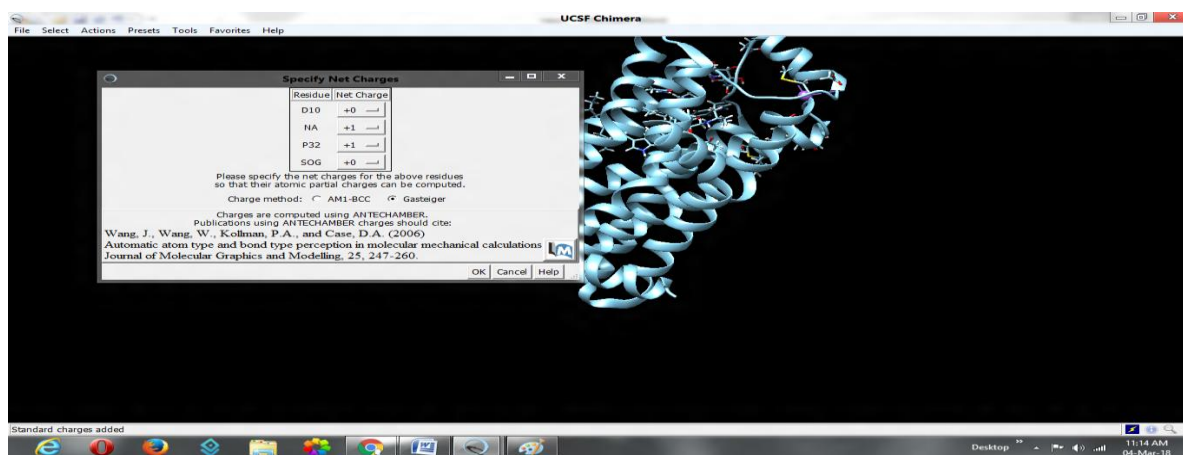 UCSF Chimera
File Select Actions Presets Tools Favorites Help
Specify Net Charges
Residue Net Charge
D10 +0
NA +1
P32 +1
SOG +0
Please specify the net charges for the above residues
so that their atomic partial charges can be computed.
Charge method: AM1-BCC Gasteiger
Charges are computed using ANTECHAMBER.
Publications using ANTECHAMBER charges should cite:
Wang, J., Wang, W., Kollman, P.A., and Case, D.A. (2006)
Automatic atom type and bond type perception in molecular mechanical calculations
Journal of Molecular Graphics and Modelling, 25, 247-260.
OK Cancel Help
Standard charges added
Desktop
11:14 AM
04-Mar-18